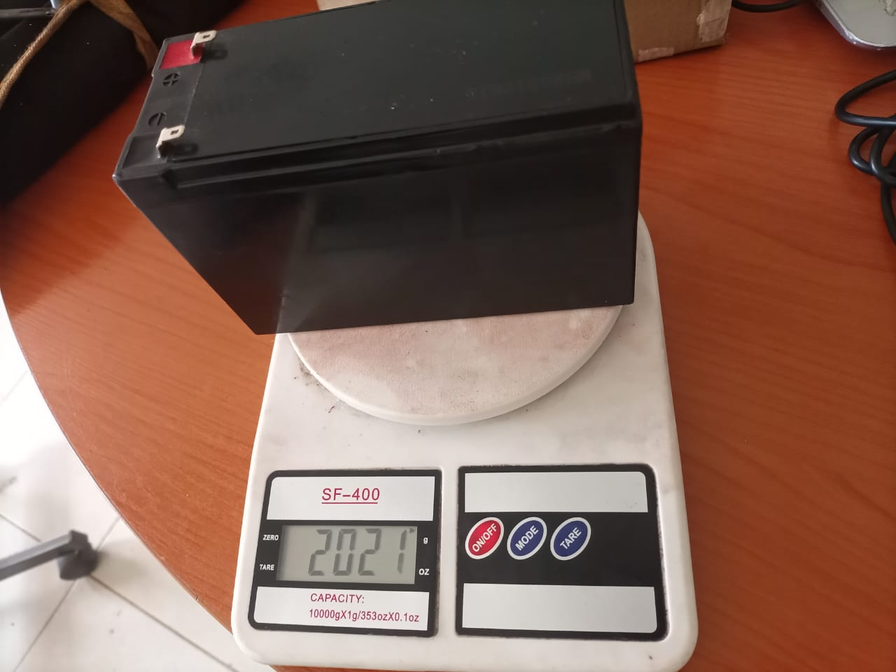 SF-400
ZERO
g
2021
TARE
OZ
CAPACITY:
10000gX1g/353ozX0.1oz
ON/OFF
MODE
TARE